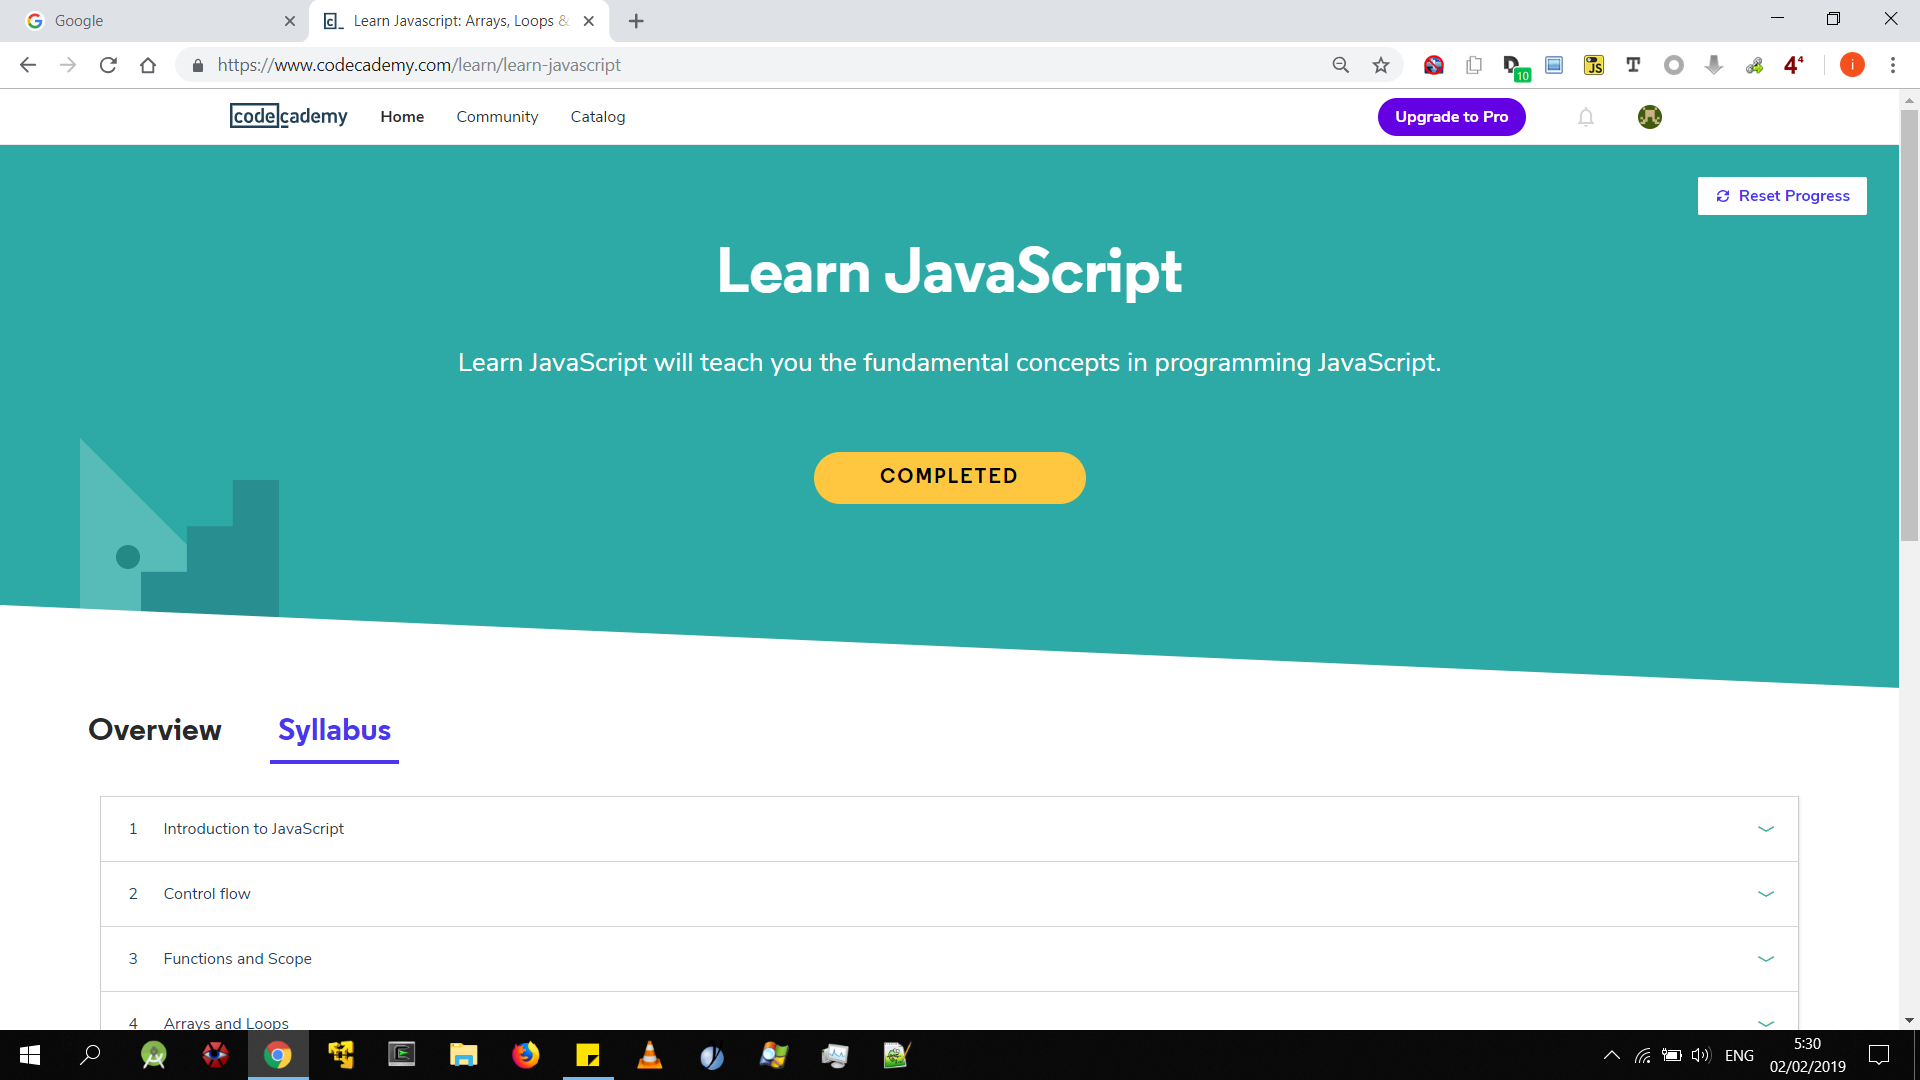 Google
Learn Javascript: Arrays, Loops &
https://www.codecademy.com/learn/learn-javascript
10
JS
T
4⁴
i
codecademy
Home
Community
Catalog
Upgrade to Pro
Reset Progress
Learn JavaScript
Learn JavaScript will teach you the fundamental concepts in programming JavaScript.
COMPLETED
Overview
Syllabus
1 Introduction to JavaScript
2 Control flow
3 Functions and Scope
4 Arrays and Loops
ENG
5:30
02/02/2019